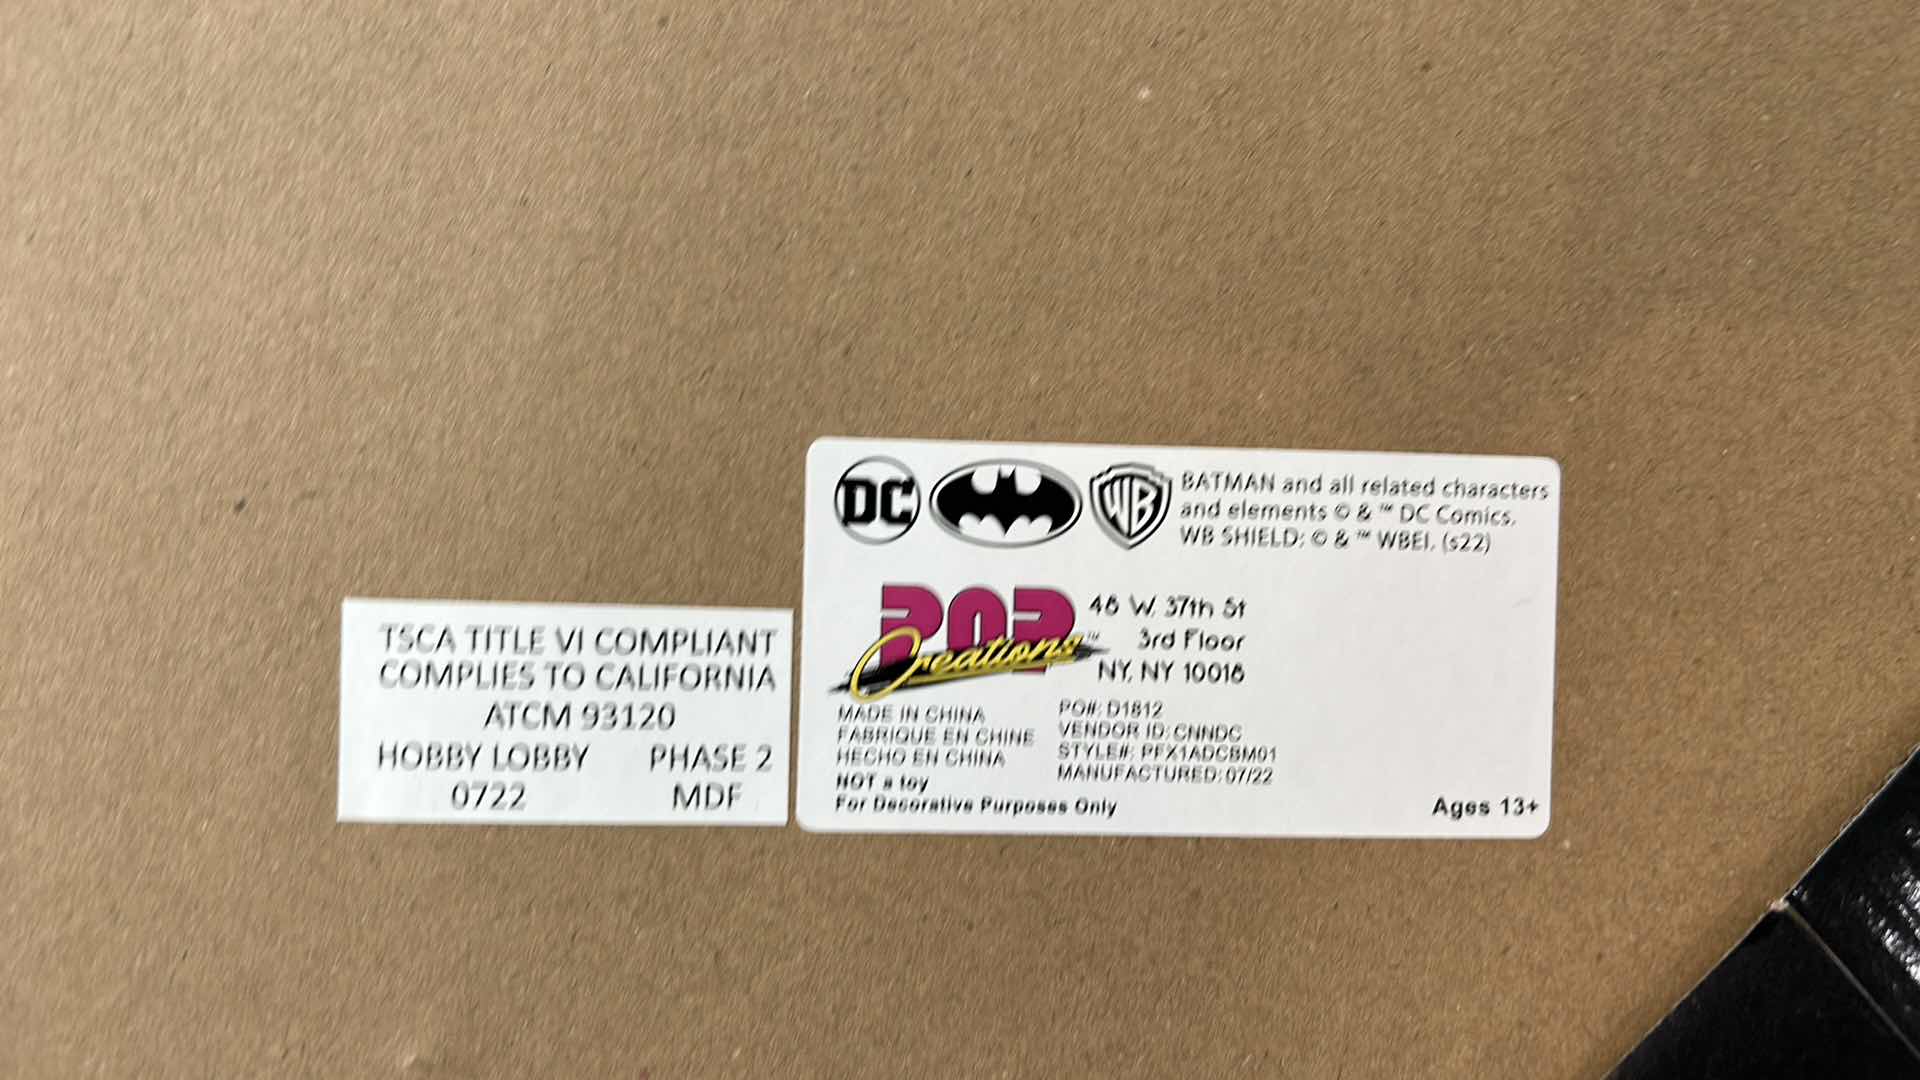 TSCA TITLE VI COMPLIANT
COMPLIES TO CALIFORNIA
ATCM 93120
HOBBY LOBBY PHASE 2
0722 MDF
DC
WB
BATMAN and all related characters
and elements © & ™ DC Comics.
WB SHIELD: © & ™ WBEI. (s22)
POP
Creations™
48 W. 37th St
3rd Floor
NY, NY 10018
MADE IN CHINA
FABRIQUE EN CHINE
HECHO EN CHINA
NOT a toy
For Decorative Purposes Only
PO#: D1812
VENDOR ID: CNNDC
STYLE#: PFX1ADCBM01
MANUFACTURED: 07/22
Ages 13+